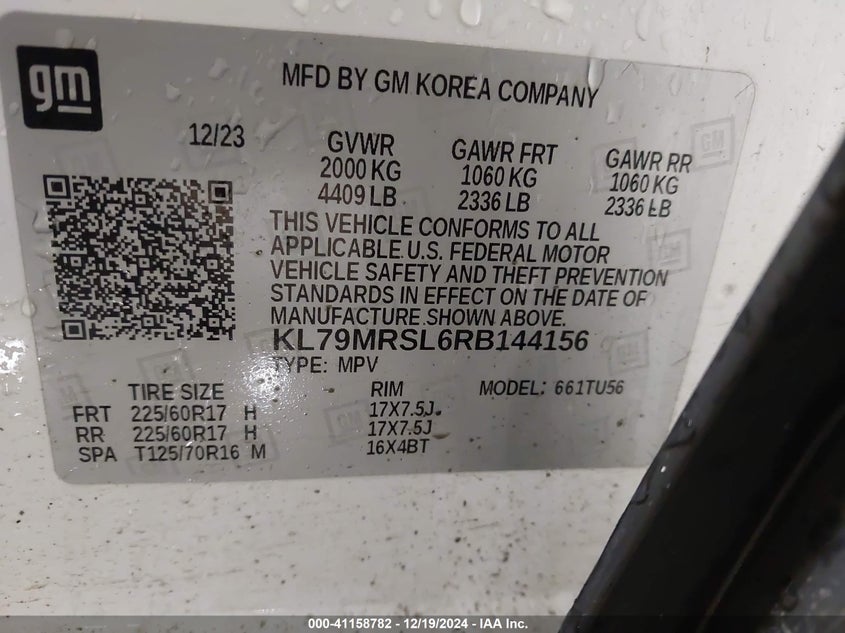 gm
MFD BY GM KOREA COMPANY
12/23
GVWR
2000 KG
4409 LB
GAWR FRT
1060 KG
2336 LB
GAWR RR
1060 KG
2336 LB
THIS VEHICLE CONFORMS TO ALL
APPLICABLE U.S. FEDERAL MOTOR
VEHICLE SAFETY AND THEFT PREVENTION
STANDARDS IN EFFECT ON THE DATE OF
MANUFACTURE SHOWN ABOVE.
KL79MRSL6RB144156
TYPE: MPV
TIRE SIZE RIM MODEL: 661TU56
FRT 225/60R17 H 17X7.5J
RR 225/60R17 H 17X7.5J
SPA T125/70R16 M 16X4BT
000-41158782 - 12/19/2024 - IAA Inc.